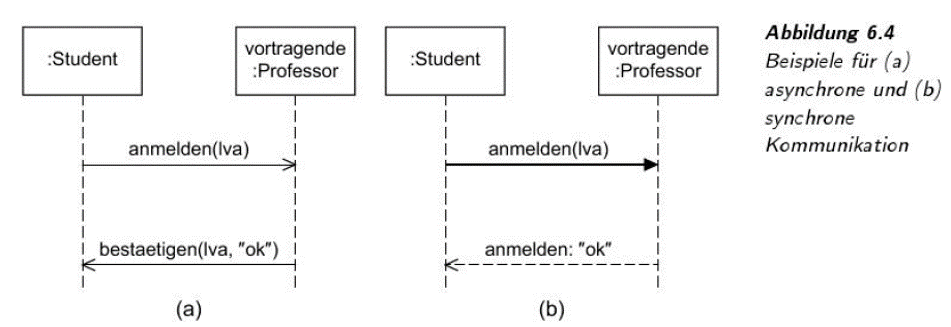 :Student
vortragende
:Professor
anmelden(lva)
bestaetigen(lva, "ok")
(a)
:Student
vortragende
:Professor
anmelden(lva)
anmelden: "ok"
(b)
Abbildung 6.4
Beispiele für (a)
asynchrone und (b)
synchrone
Kommunikation